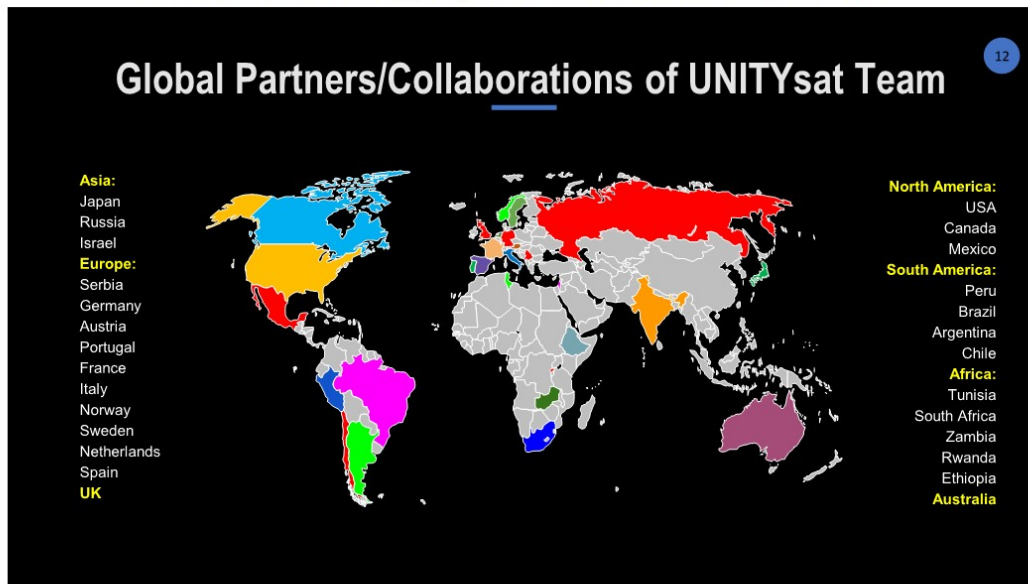 12
Global Partners/Collaborations of UNITYsat Team
Asia:
Japan
Russia
Israel
Europe:
Serbia
Germany
Austria
Portugal
France
Italy
Norway
Sweden
Netherlands
Spain
UK
North America:
USA
Canada
Mexico
South America:
Peru
Brazil
Argentina
Chile
Africa:
Tunisia
South Africa
Zambia
Rwanda
Ethiopia
Australia